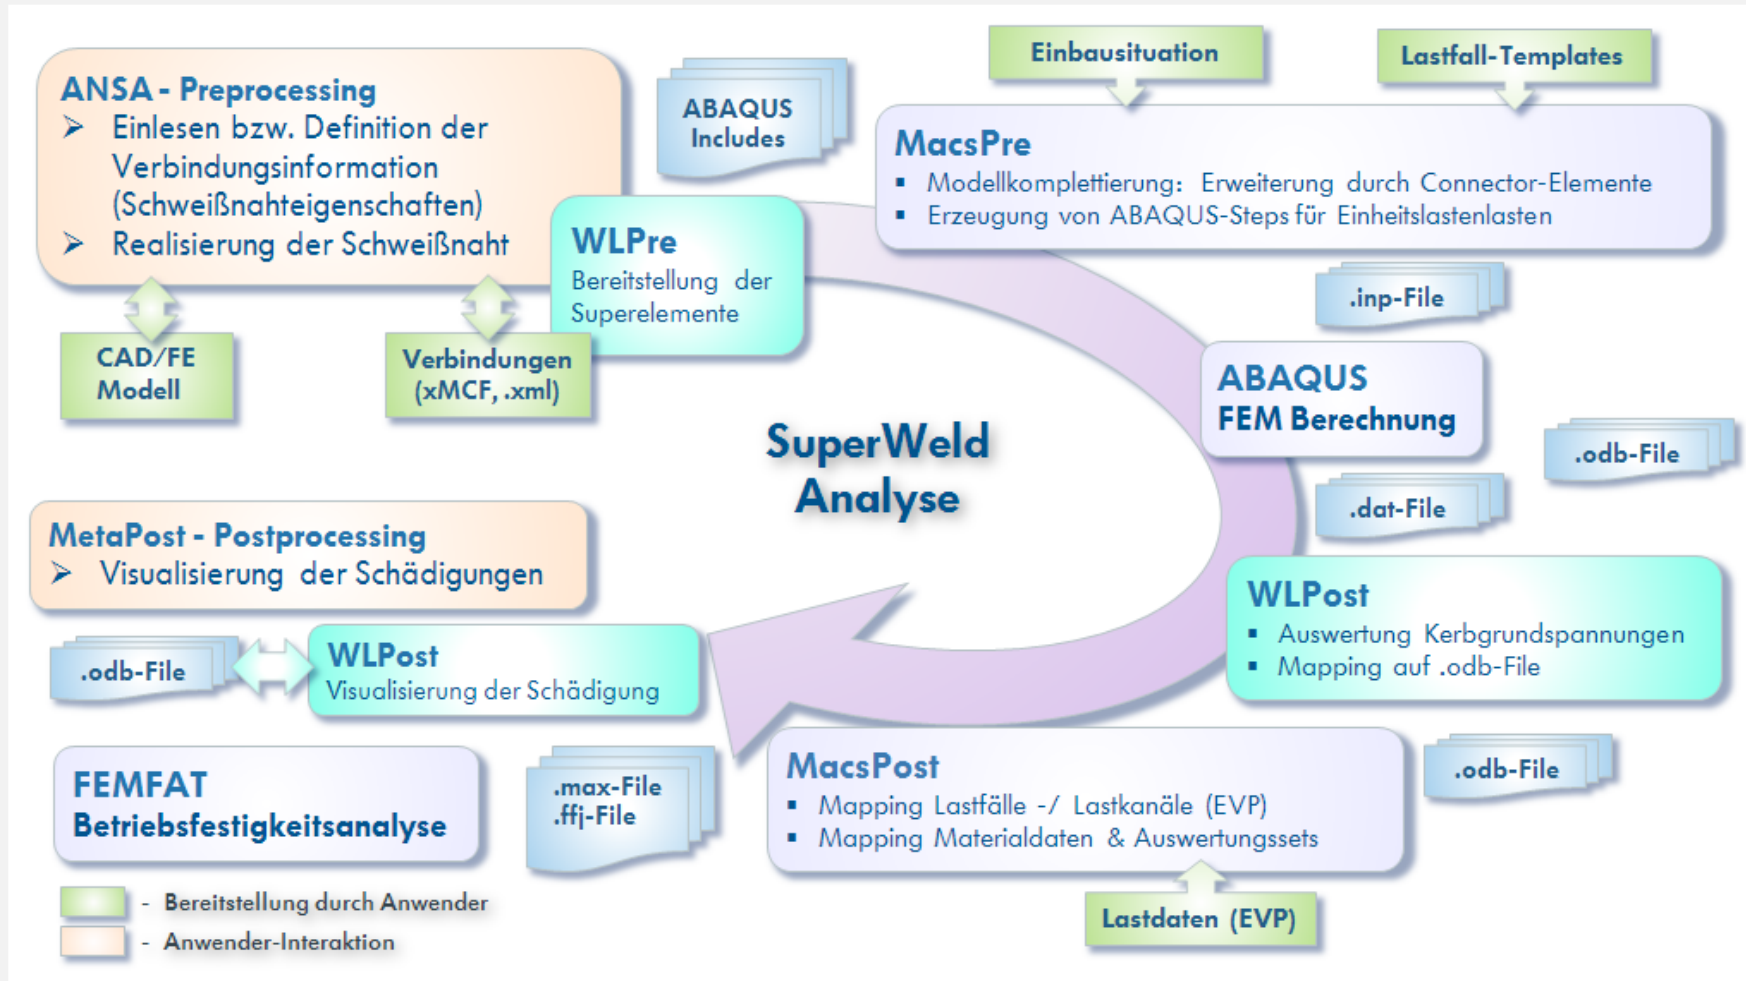 ANSA - Preprocessing
➢ Einlesen bzw. Definition der
Verbindungsinformation
(Schweißnahteigenschaften)
➢ Realisierung der Schweißnaht
ABAQUS
Includes
Einbausituation
Lastfall-Templates
MacsPre
▪ Modellkomplettierung: Erweiterung durch Connector-Elemente
▪ Erzeugung von ABAQUS-Steps für Einheitslastenlasten
WLPre
Bereitstellung der
Superelemente
CAD/FE
Modell
Verbindungen
(xMCF, .xml)
.inp-File
ABAQUS
FEM Berechnung
.odb-File
.dat-File
SuperWeld
Analyse
MetaPost - Postprocessing
➢ Visualisierung der Schädigungen
WLPost
▪ Auswertung Kerbgrundspannungen
▪ Mapping auf .odb-File
.odb-File
WLPost
Visualisierung der Schädigung
MacsPost
▪ Mapping Lastfälle -/ Lastkanäle (EVP)
▪ Mapping Materialdaten & Auswertungssets
.odb-File
FEMFAT
Betriebsfestigkeitsanalyse
.max-File
.ffj-File
Lastdaten (EVP)
- Bereitstellung durch Anwender
- Anwender-Interaktion